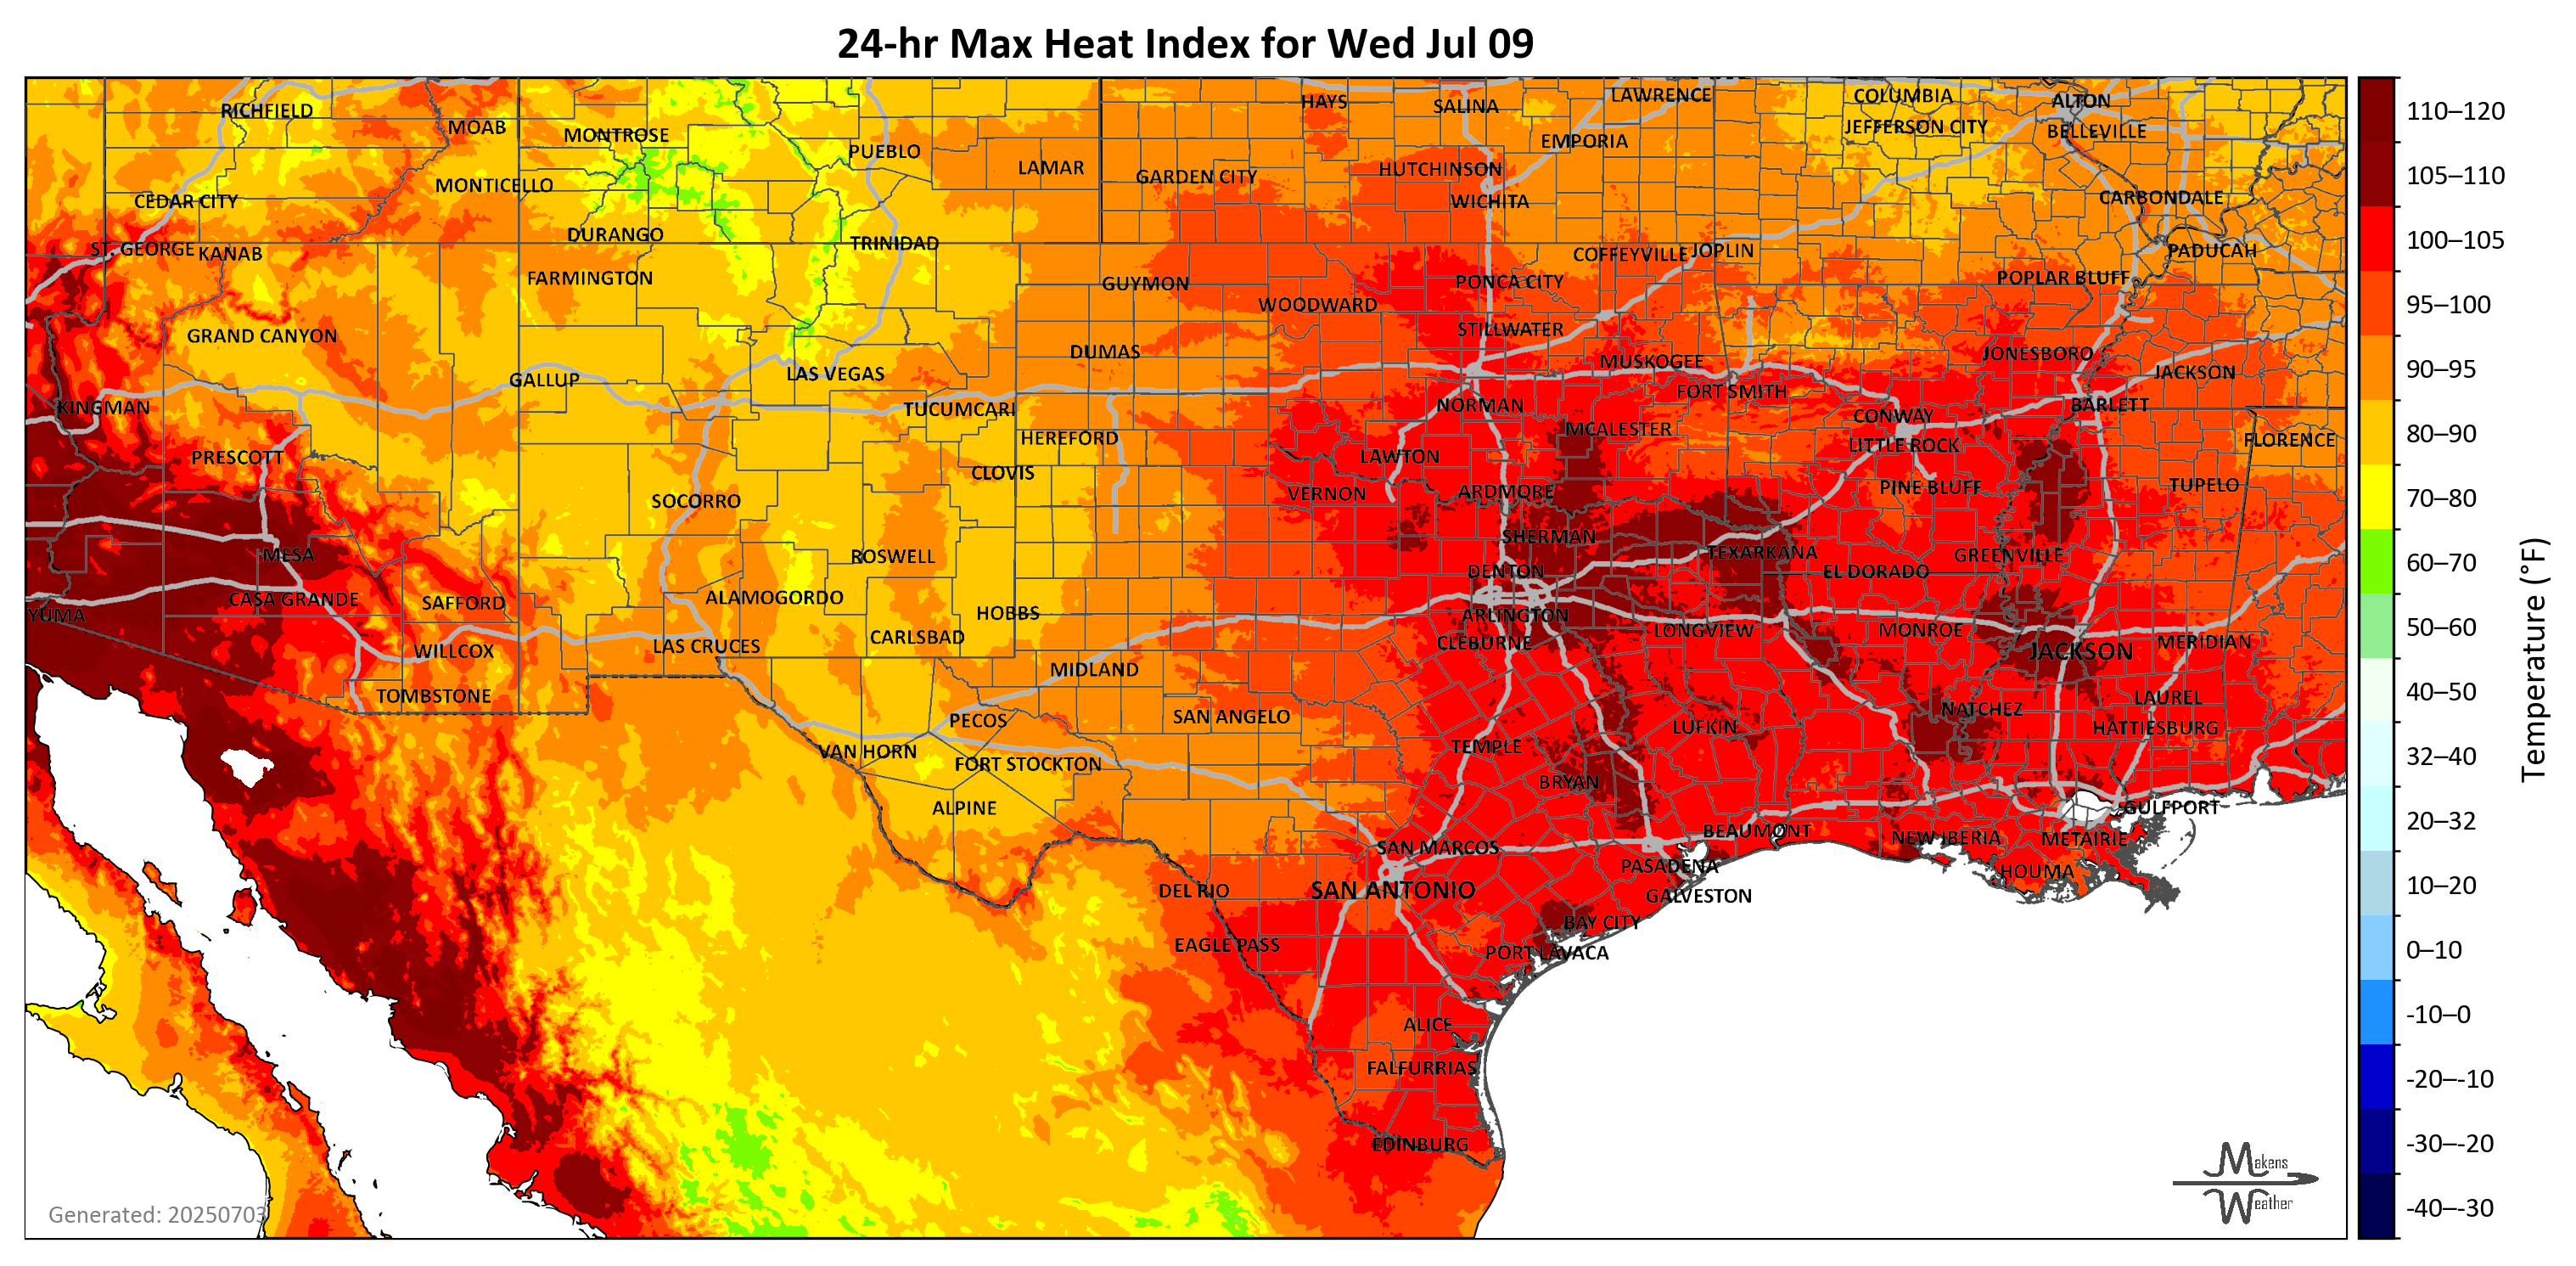 24-hr Max Heat Index for Wed Jul 09
RICHFIELD
MOAB
MONTROSE
PUEBLO
LAMAR
HAYS
SALINA
LAWRENCE
COLUMBIA
ALTON
JEFFERSON CITY
BELLEVILLE
EMPORIA
HUTCHINSON
GARDEN CITY
MONTICELLO
CEDAR CITY
WICHITA
CARBONDALE
DURANGO
TRINIDAD
ST. GEORGE
KANAB
COFFEYVILLE
JOPLIN
PADUCAH
FARMINGTON
GUYMON
PONCA CITY
POPLAR BLUFF
WOODWARD
GRAND CANYON
STILLWATER
DUMAS
MUSKOGEE
JONESBORO
GALLUP
LAS VEGAS
FORT SMITH
JACKSON
KINGMAN
TUCUMCARI
NORMAN
CONWAY
BARLETT
HEREFORD
MCALESTER
LITTLE ROCK
FLORENCE
PRESCOTT
CLOVIS
LAWTON
SOCORRO
VERNON
ARDMORE
PINE BLUFF
TUPELO
MESA
ROSWELL
SHERMAN
TEXARKANA
GREENVILLE
DENTON
EL DORADO
CASA GRANDE
SAFFORD
ALAMOGORDO
HOBBS
YUMA
ARLINGTON
CARLSBAD
LAS CRUCES
CLEBURNE
LONGVIEW
MONROE
JACKSON
MERIDIAN
WILLCOX
MIDLAND
TOMBSTONE
PECOS
SAN ANGELO
LUFKIN
NATCHEZ
LAUREL
HATTIESBURG
VAN HORN
FORT STOCKTON
TEMPLE
BRYAN
ALPINE
GULFPORT
BEAUMONT
NEW IBERIA
METAIRIE
SAN MARCOS
PASADENA
HOUMA
DEL RIO
SAN ANTONIO
GALVESTON
BAY CITY
EAGLE PASS
PORT LAVACA
ALICE
FALFURRIAS
EDINBURG
Generated: 20250703
Makens
Weather
110–120
105–110
100–105
95–100
90–95
80–90
70–80
60–70
50–60
40–50
32–40
20–32
10–20
0–10
-10–0
-20–-10
-30–-20
-40–-30
Temperature (°F)